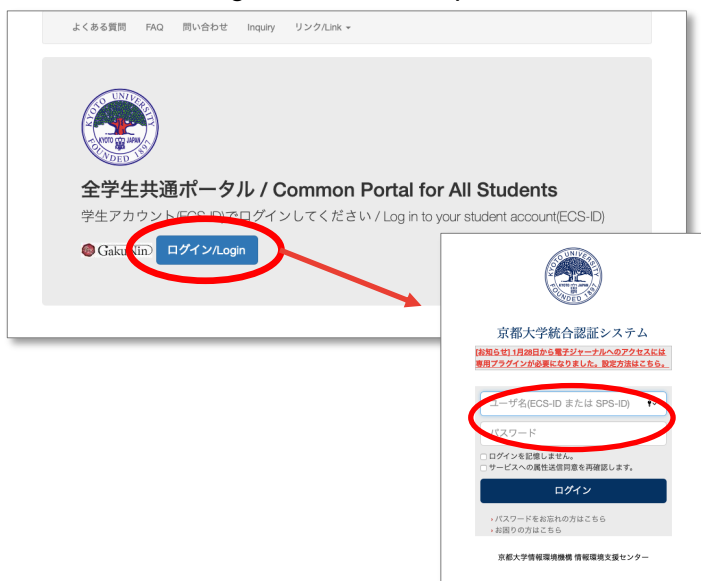 よくある質問 FAQ 問い合わせ Inquiry リンク/Link
KYOTO UNIVERSITY
KYOTO JAPAN
FOUNDED 1897
全学生共通ポータル / Common Portal for All Students
学生アカウント(ECS-ID)でログインしてください / Log in to your student account(ECS-ID)
GakuNin ログイン/Login
KYOTO UNIVERSITY
KYOTO JAPAN
FOUNDED 1897
京都大学統合認証システム
[お知らせ] 1月28日から電子ジャーナルへのアクセスには
専用プラグインが必要になりました。設定方法はこちら。
ユーザ名(ECS-ID または SPS-ID)
パスワード
ログインを記憶しません。
サービスへの属性送信同意を再確認します。
ログイン
›パスワードをお忘れの方はこちら
›お困りの方はこちら
京都大学情報環境機構 情報環境支援センター